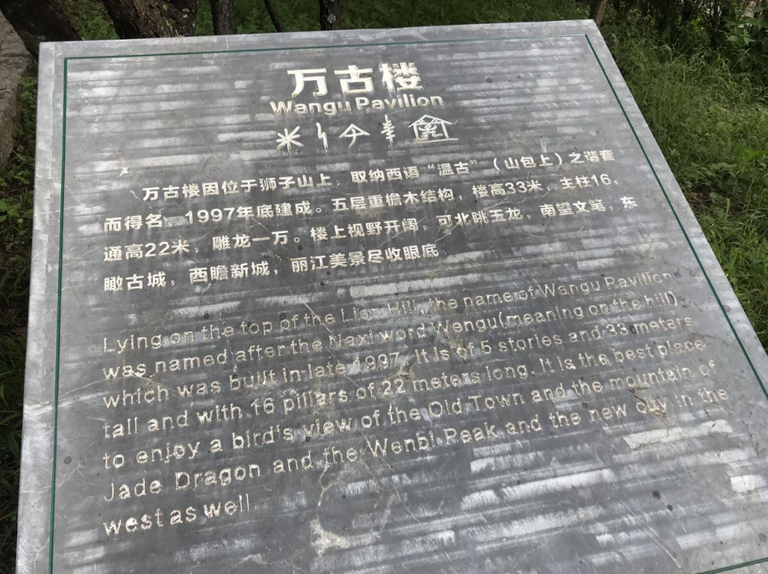 万古楼
Wangu Pavilion
万古楼因位于狮子山上，取纳西语“温古”（山包上）之谐音
而得名，1997年底建成。五层重檐木结构，楼高33米，主柱16，
通高22米，雕龙一万。楼上视野开阔，可北眺玉龙，南望文笔，东
瞰古城，西瞻新城，丽江美景尽收眼底
Lying on the top of the Lion Hill, the name of Wangu Pavilion
was named after the Naxi word Wengu(meaning on the hill),
which was built in late 1997. It is of 5 stories and 33 meters
tall and with 16 pillars of 22 meters long. It is the best place
to enjoy a bird's view of the Old Town and the mountain of
Jade Dragon and the Wenbi Peak and the new city in the
west as well.